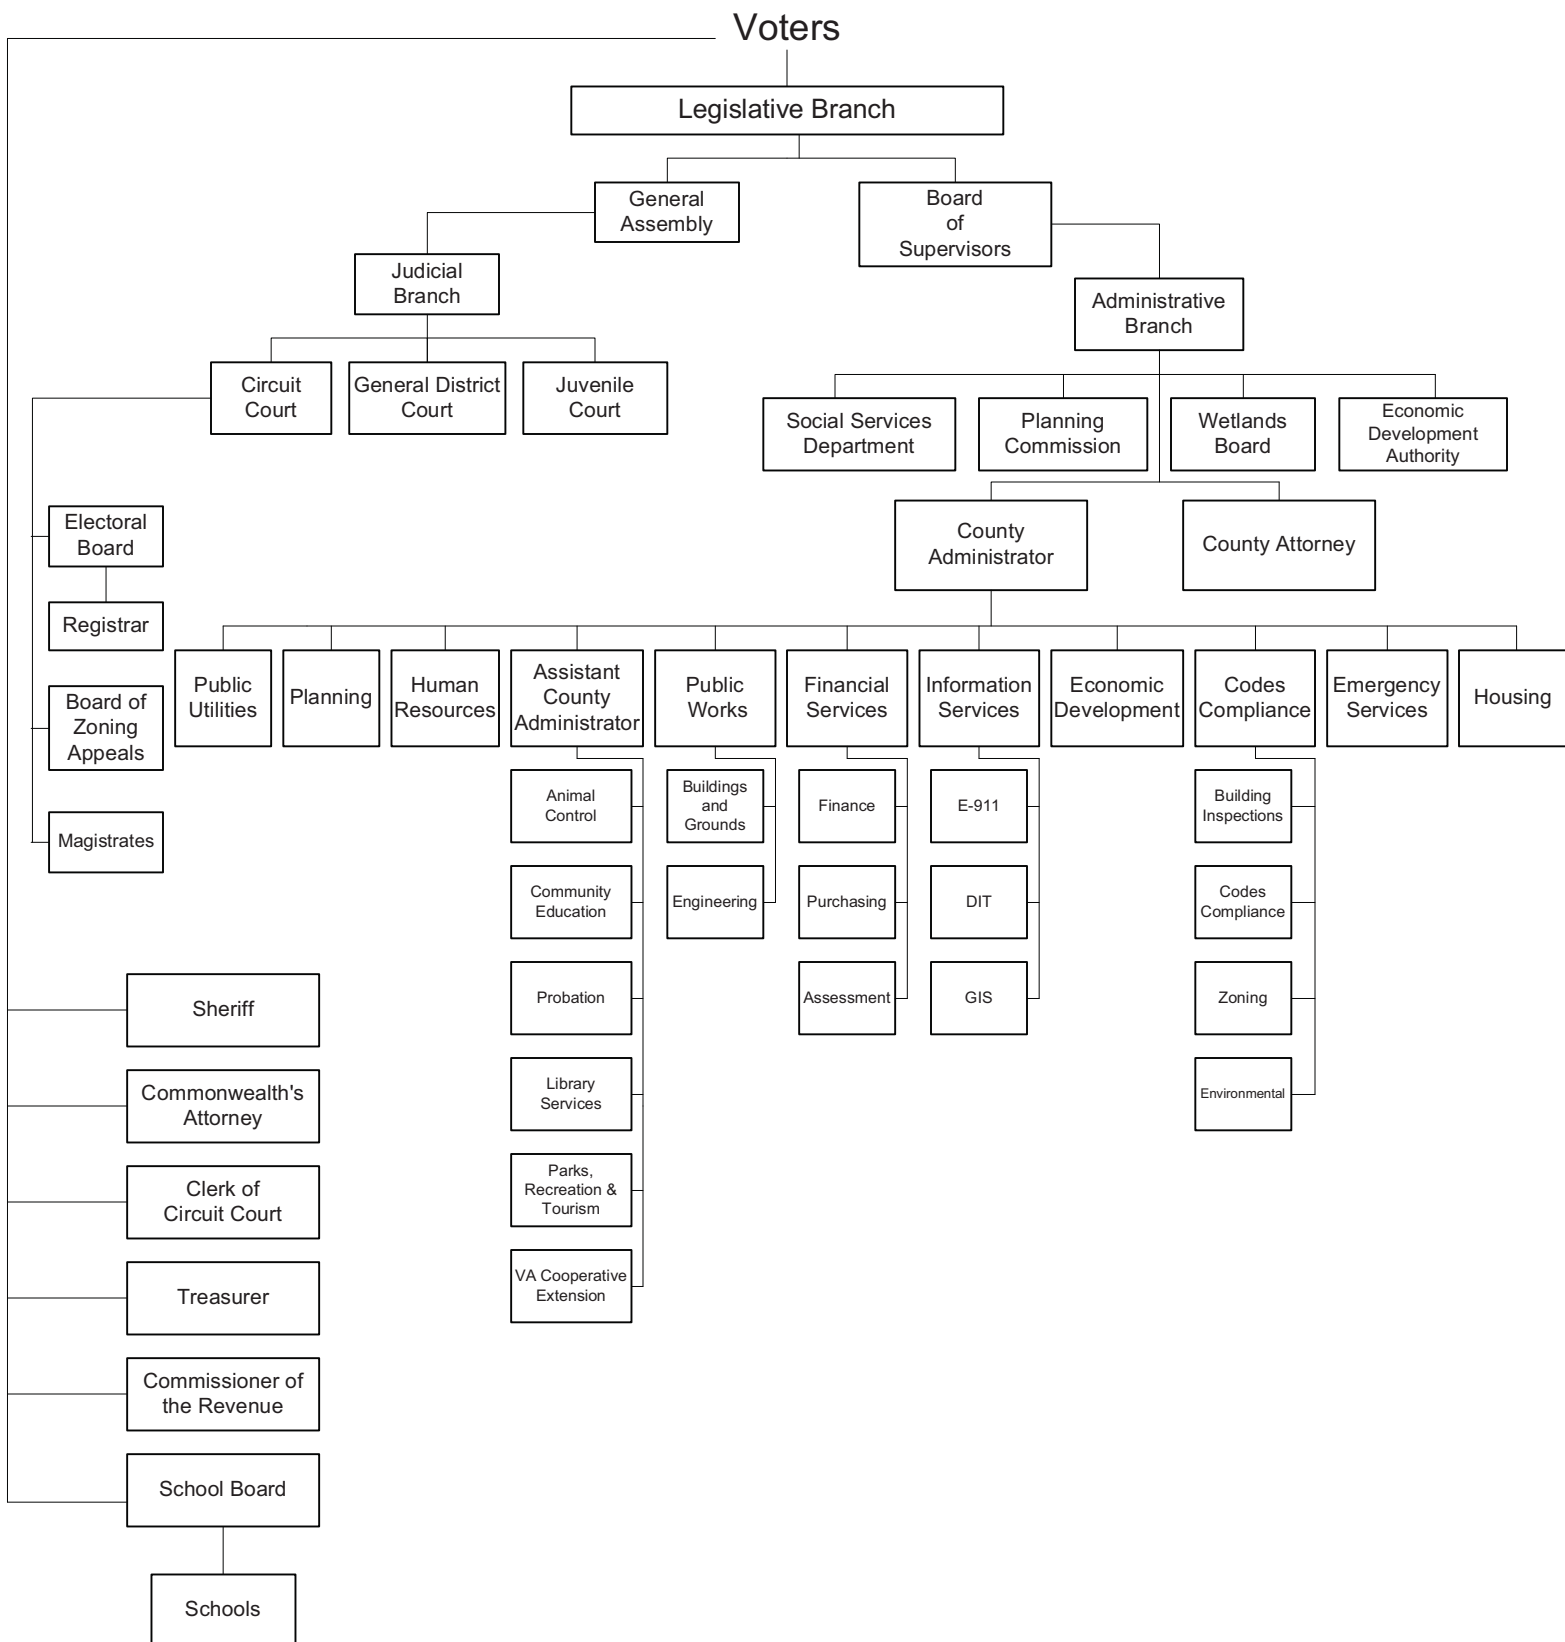 Voters
Legislative Branch
General
Assembly
Board
of
Supervisors
Judicial
Branch
Administrative
Branch
Circuit
Court
General District
Court
Juvenile
Court
Social Services
Department
Planning
Commission
Wetlands
Board
Economic
Development
Authority
County
Administrator
County Attorney
Electoral
Board
Registrar
Board of
Zoning
Appeals
Magistrates
Public
Utilities
Planning
Human
Resources
Assistant
County
Administrator
Public
Works
Financial
Services
Information
Services
Economic
Development
Codes
Compliance
Emergency
Services
Housing
Animal
Control
Community
Education
Probation
Library
Services
Parks,
Recreation &
Tourism
VA Cooperative
Extension
Buildings
and
Grounds
Engineering
Finance
Purchasing
Assessment
E-911
DIT
GIS
Building
Inspections
Codes
Compliance
Zoning
Environmental
Sheriff
Commonwealth's
Attorney
Clerk of
Circuit Court
Treasurer
Commissioner of
the Revenue
School Board
Schools